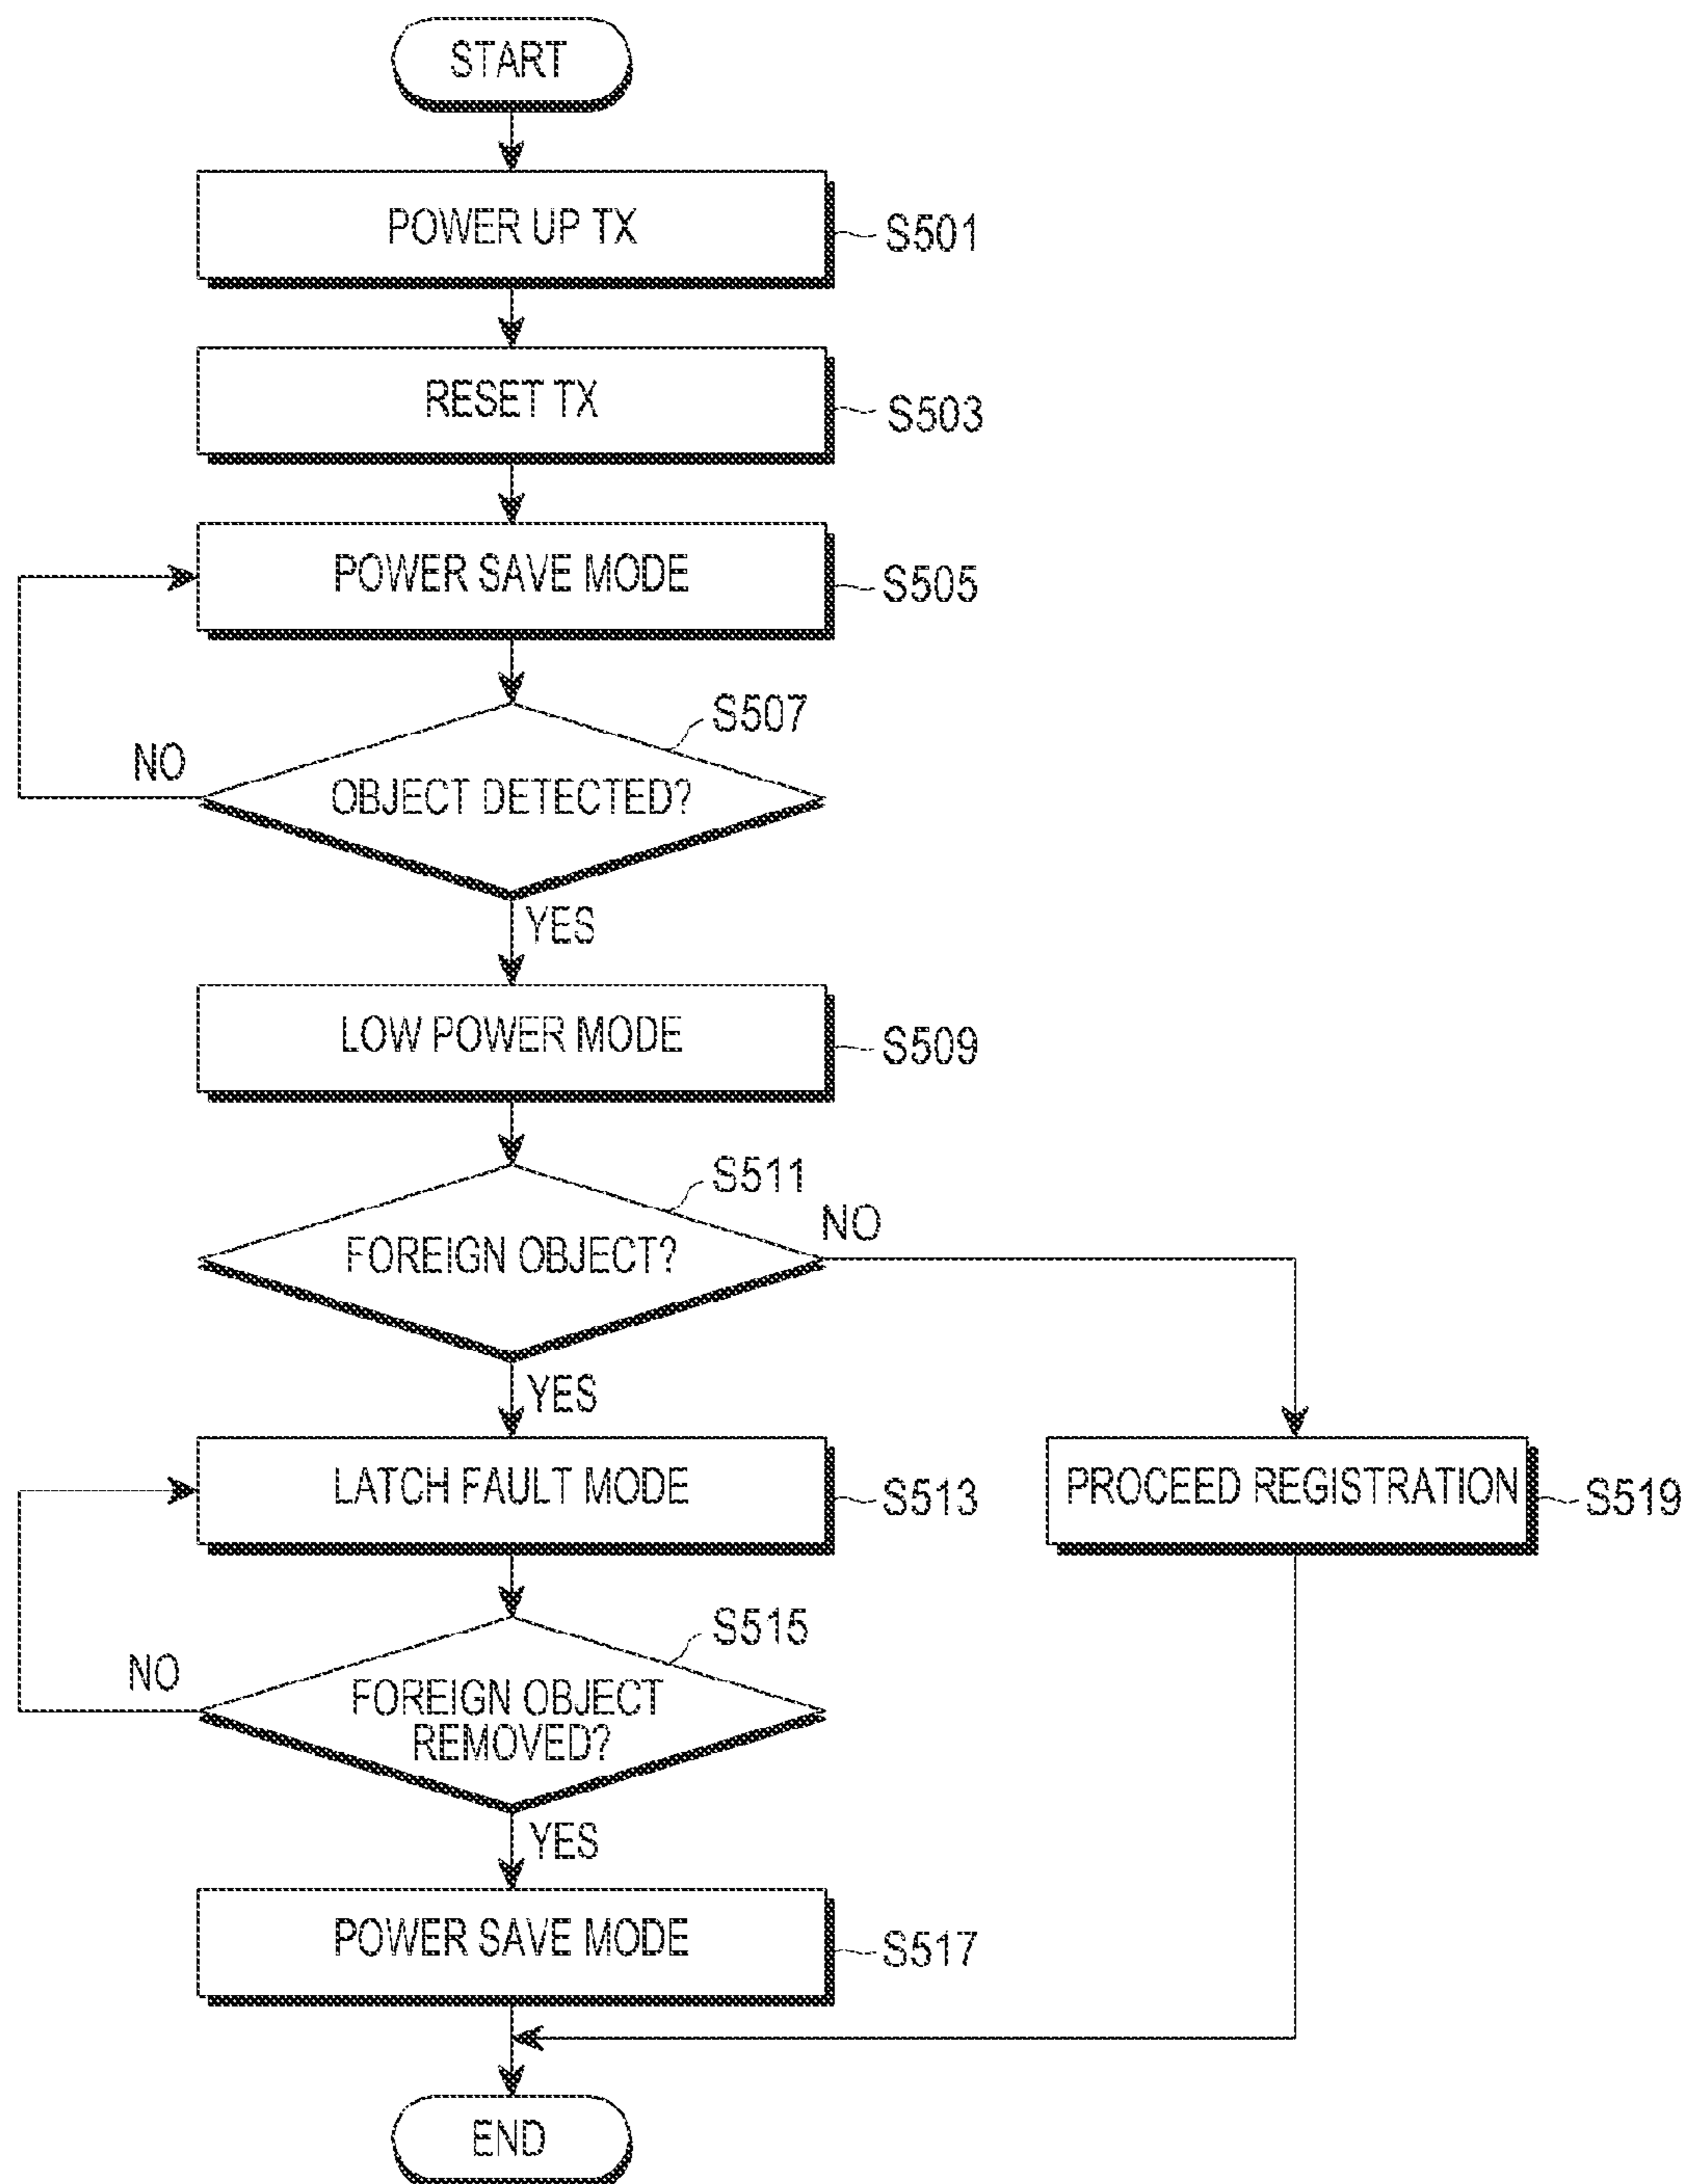 START
POWER UP TX
S501
RESET TX
S503
POWER SAVE MODE
S505
S507
NO
OBJECT DETECTED?
YES
LOW POWER MODE
S509
S511
NO
FOREIGN OBJECT?
YES
LATCH FAULT MODE
S513
PROCEED REGISTRATION
S519
S515
NO
FOREIGN OBJECT
REMOVED?
YES
POWER SAVE MODE
S517
END